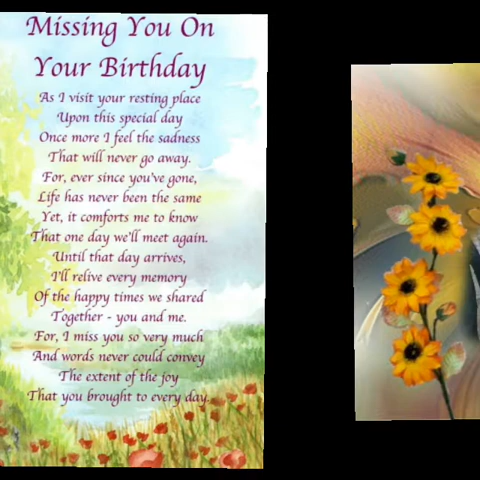 Missing You On
Your Birthday
As I visit your resting place
Upon this special day
Once more I feel the sadness
That will never go away.
For, ever since you've gone,
Life has never been the same
Yet, it comforts me to know
That one day we'll meet again.
Until that day arrives,
I'll relive every memory
Of the happy times we shared
Together - you and me.
For, I miss you so very much
And words never could convey
The extent of the joy
That you brought to every day.